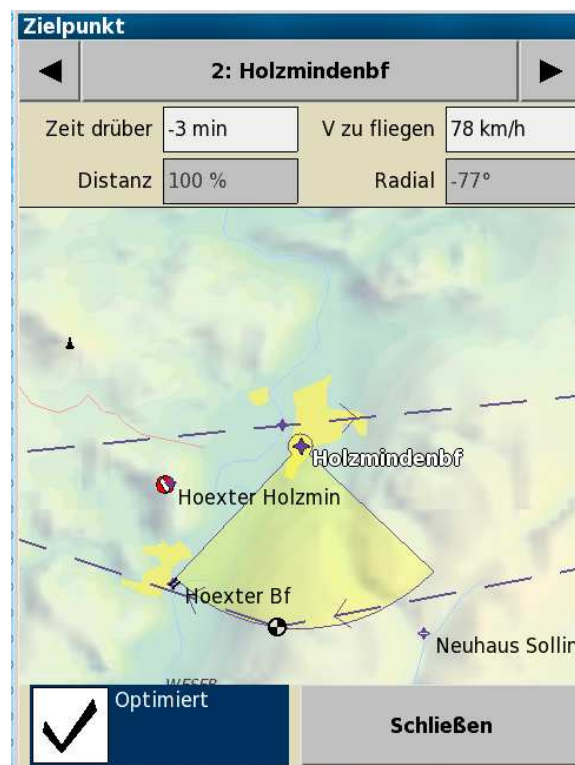 Zielpunkt
2: Holzmindenbf
Zeit drüber -3 min V zu fliegen 78 km/h
Distanz 100 % Radial -77°
Holzmindenbf
Hoexter Holzmin
Hoexter Bf
Neuhaus Sollin
WESER
Optimiert
Schließen